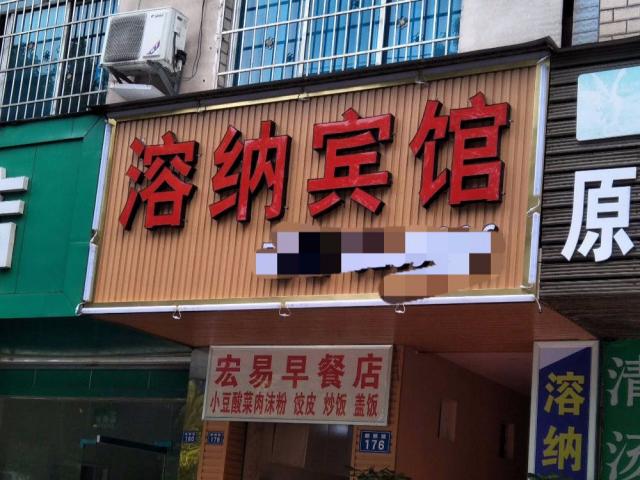 溶纳宾馆
原
宏易早餐店
小豆酸菜肉沫粉 饺皮 炒饭 盖饭
180
178
176
溶纳
清
汤